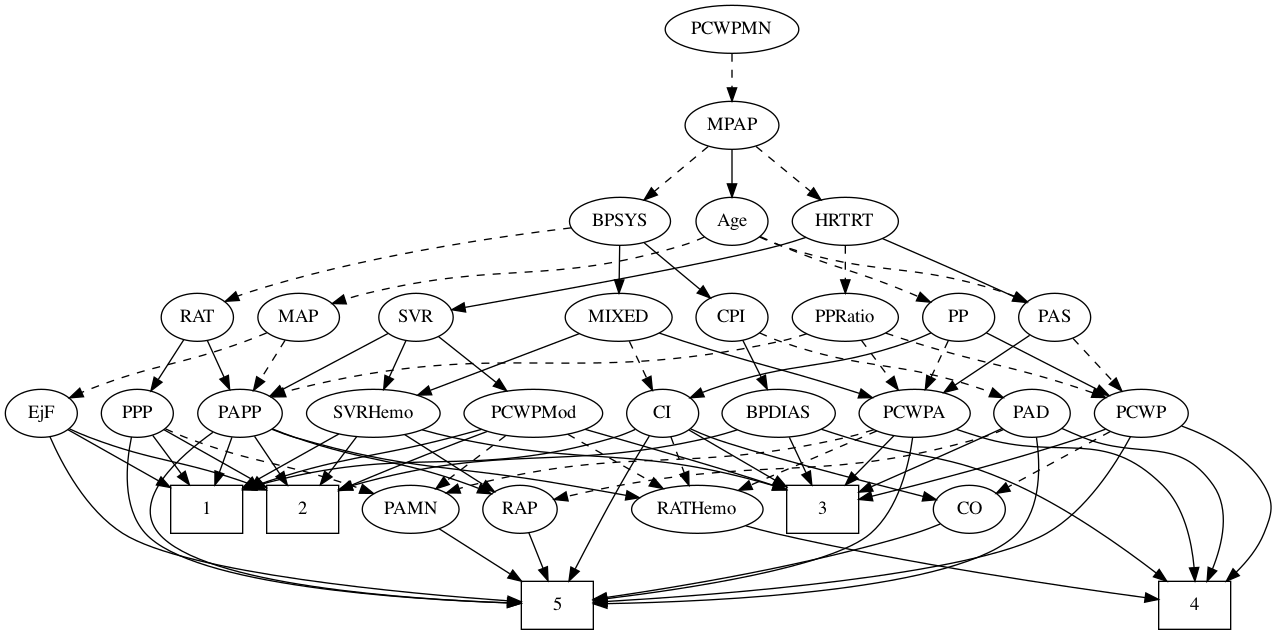 PCWPMN
MPAP
BPSYS Age HRTRT
RAT MAP SVR MIXED CPI PPRatio PP PAS
EjF PPP PAPP SVRHemo PCWPMod CI BPDIAS PCWPA PAD PCWP
1 2 PAMN RAP RATHemo 3 CO
5 4